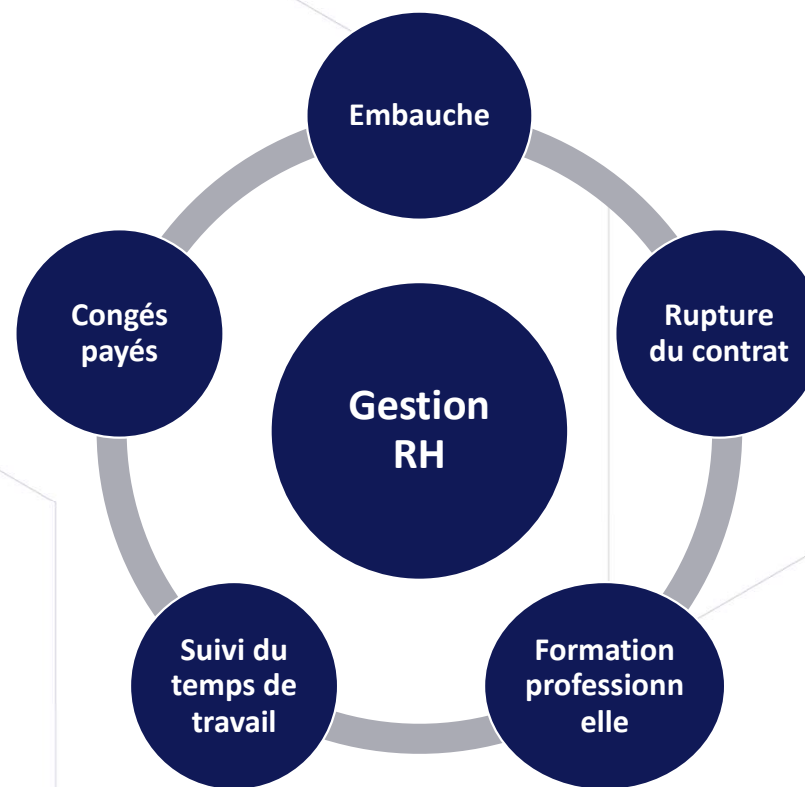 Embauche
Rupture
du contrat
Formation
professionn
elle
Suivi du
temps de
travail
Congés
payés
Gestion
RH